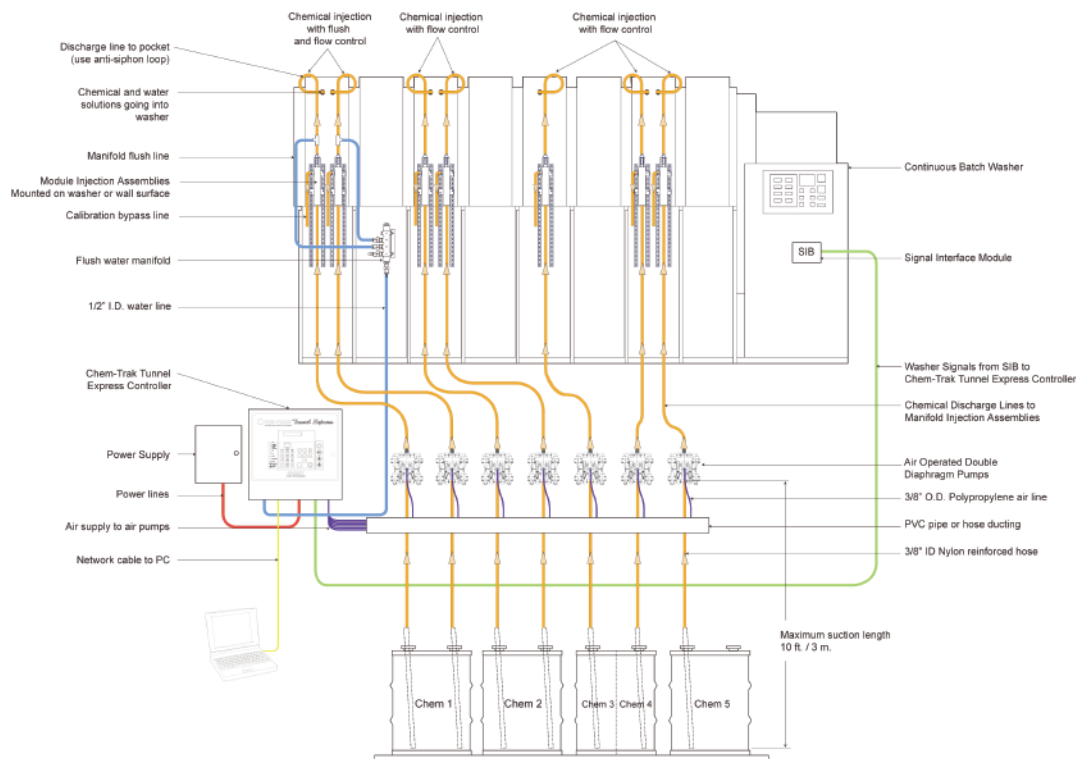 Chemical injection
with flush
and flow control
Chemical injection
with flow control
Chemical injection
with flow control
Discharge line to pocket
(use anti-siphon loop)
Chemical and water
solutions going into
washer
Manifold flush line
Module Injection Assemblies
Mounted on washer or wall surface
Calibration bypass line
Flush water manifold
1/2" I.D. water line
Chem-Trak Tunnel
Express Controller
Power Supply
Power lines
Air supply to air pumps
Network cable to PC
Tunnel Express
Continuous Batch Washer
SIB
Signal Interface Module
Washer Signals from SIB to
Chem-Trak Tunnel Express Controller
Chemical Discharge Lines to
Manifold Injection Assemblies
Air Operated Double
Diaphragm Pumps
3/8" O.D. Polypropylene air line
PVC pipe or hose ducting
3/8" ID Nylon reinforced hose
Maximum suction length
10 ft. / 3 m.
Chem 1
Chem 2
Chem 3
Chem 4
Chem 5